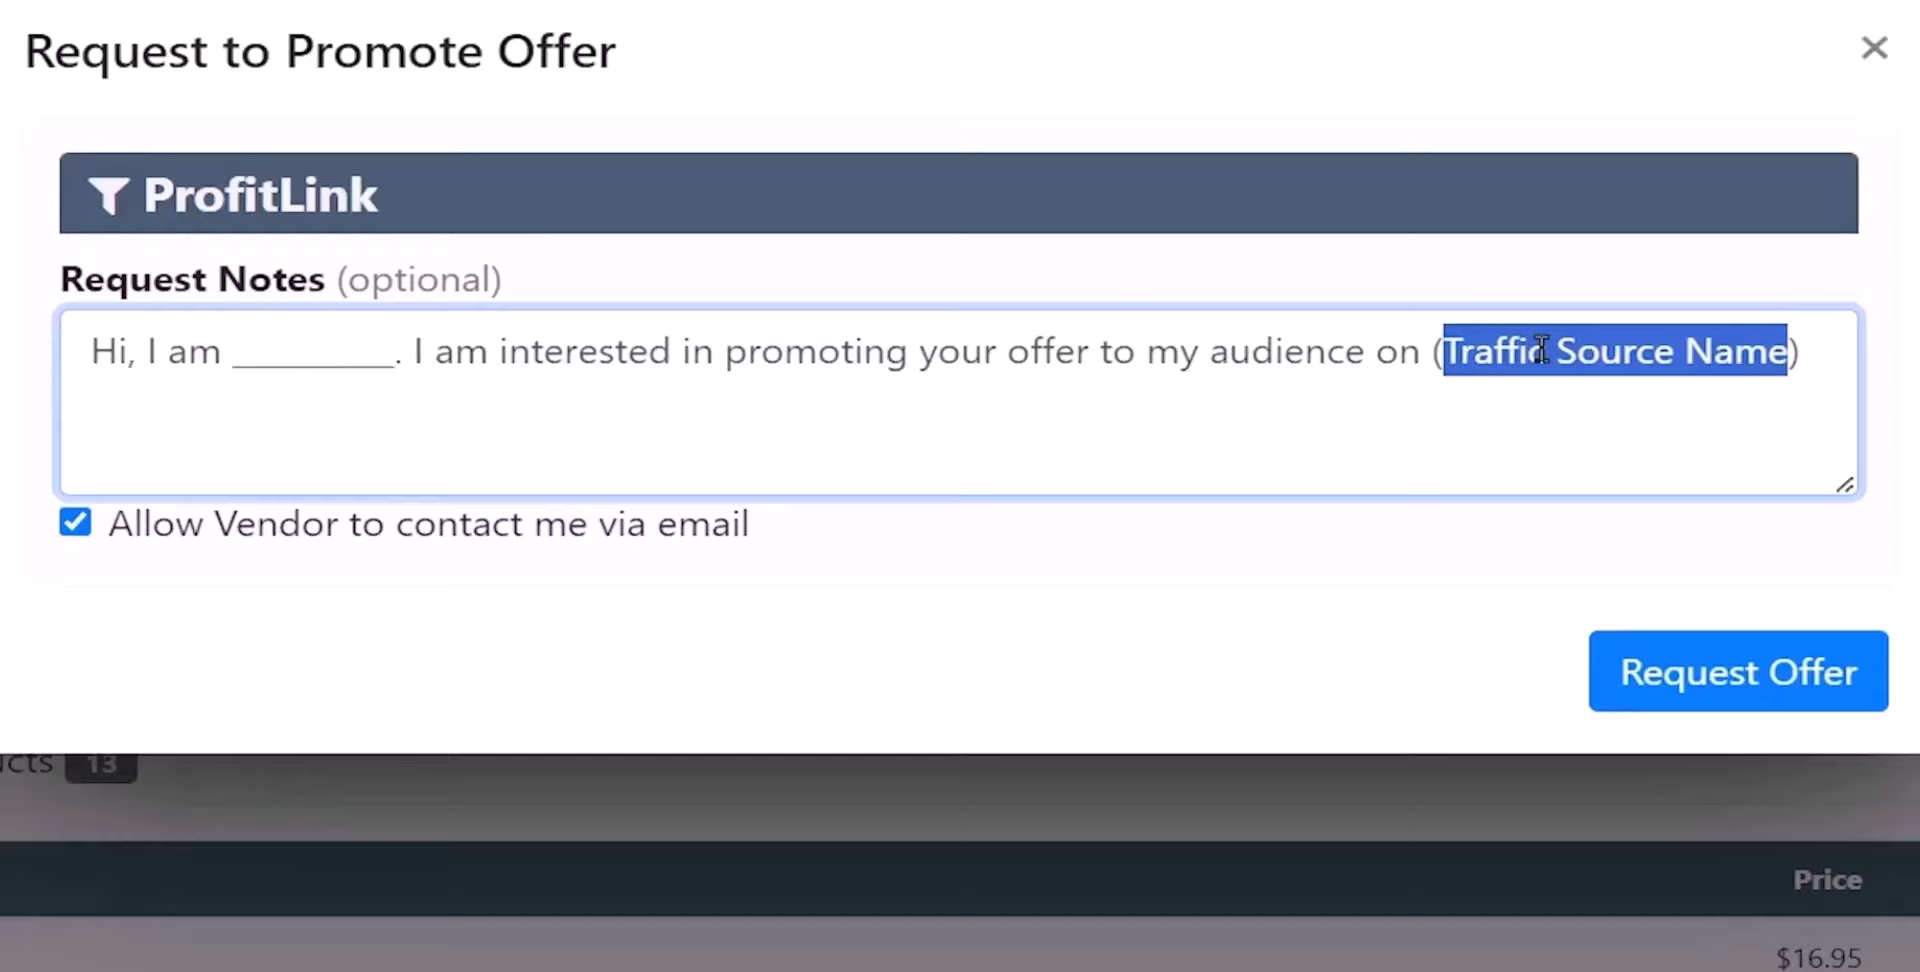 Request to Promote Offer
ProfitLink
Request Notes (optional)
Hi, I am _________. I am interested in promoting your offer to my audience on (Traffic Source Name)
Allow Vendor to contact me via email
Request Offer
13
Price
$16.95